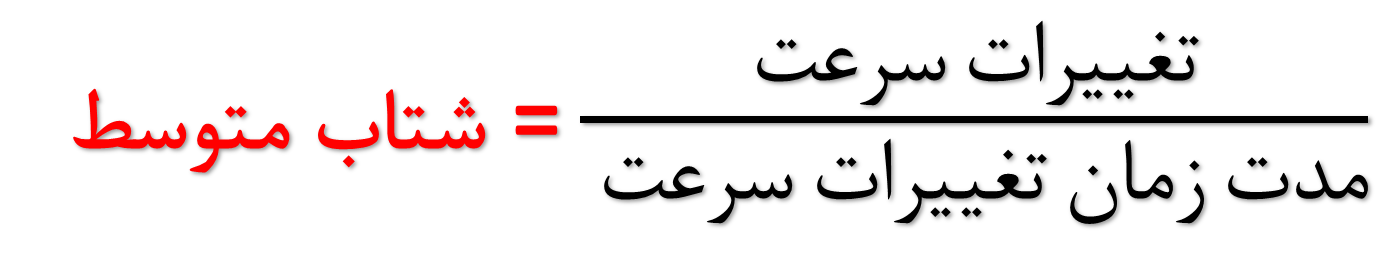 تغییرات سرعت
شتاب متوسط =
مدت زمان تغییرات سرعت